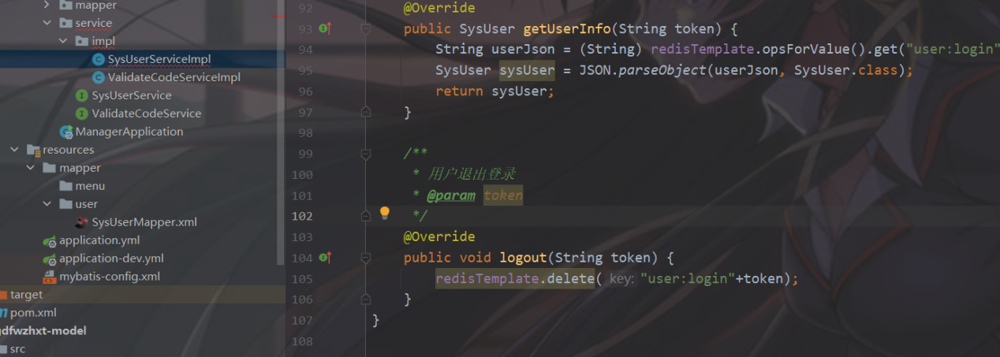 mapper
service
impl
SysUserServiceImpl
ValidateCodeServiceImpl
SysUserService
ValidateCodeService
ManagerApplication
resources
mapper
menu
user
SysUserMapper.xml
application.yml
application-dev.yml
mybatis-config.xml
target
pom.xml
gdfwzhxt-model
src
92 @Override
93 public SysUser getUserInfo(String token) {
94 String userJson = (String) redisTemplate.opsForValue().get("user:login"
95 SysUser sysUser = JSON.parseObject(userJson, SysUser.class);
96 return sysUser;
97 }
98
99 /**
100 * 用户退出登录
101 * @param token
102 */
103 @Override
104 public void logout(String token) {
105 redisTemplate.delete( key: "user:login"+token);
106 }
107 }
108